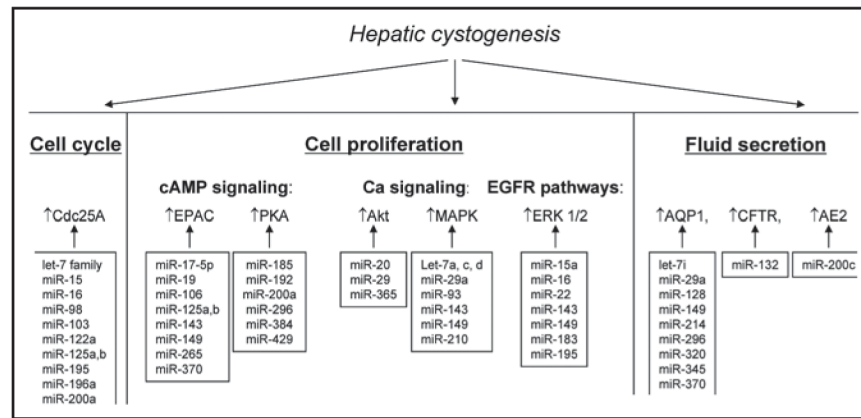 Hepatic cystogenesis
Cell cycle
Cell proliferation
Fluid secretion
cAMP signaling:
Ca signaling:
EGFR pathways:
↑Cdc25A
↑EPAC
↑PKA
↑Akt
↑MAPK
↑ERK 1/2
↑AQP1,
↑CFTR,
↑AE2
let-7 family
miR-15
miR-16
miR-98
miR-103
miR-122a
miR-125a,b
miR-195
miR-196a
miR-200a
miR-17-5p
miR-19
miR-106
miR-125a,b
miR-143
miR-149
miR-265
miR-370
miR-185
miR-192
miR-200a
miR-296
miR-384
miR-429
miR-20
miR-29
miR-365
Let-7a, c, d
miR-29a
miR-93
miR-143
miR-149
miR-210
miR-15a
miR-16
miR-22
miR-143
miR-149
miR-183
miR-195
let-7i
miR-29a
miR-128
miR-149
miR-214
miR-296
miR-320
miR-345
miR-370
miR-132
miR-200c